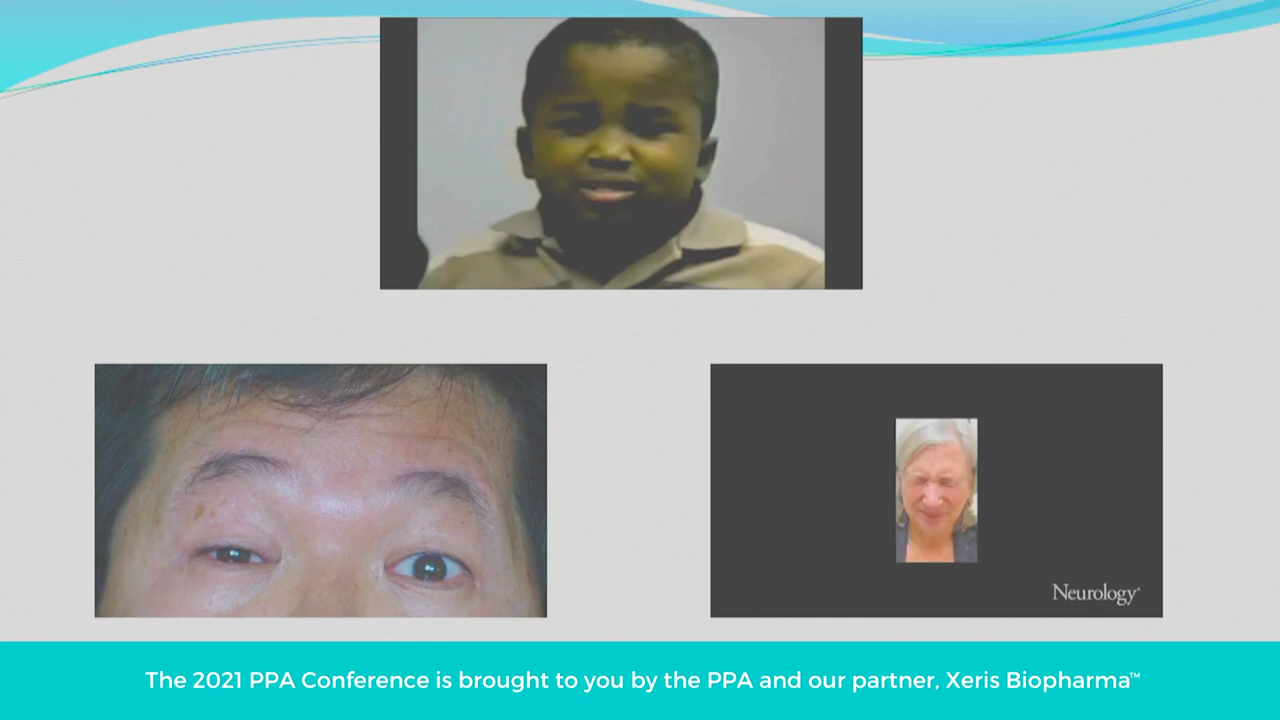 Neurology®
The 2021 PPA Conference is brought to you by the PPA and our partner, Xeris Biopharma™